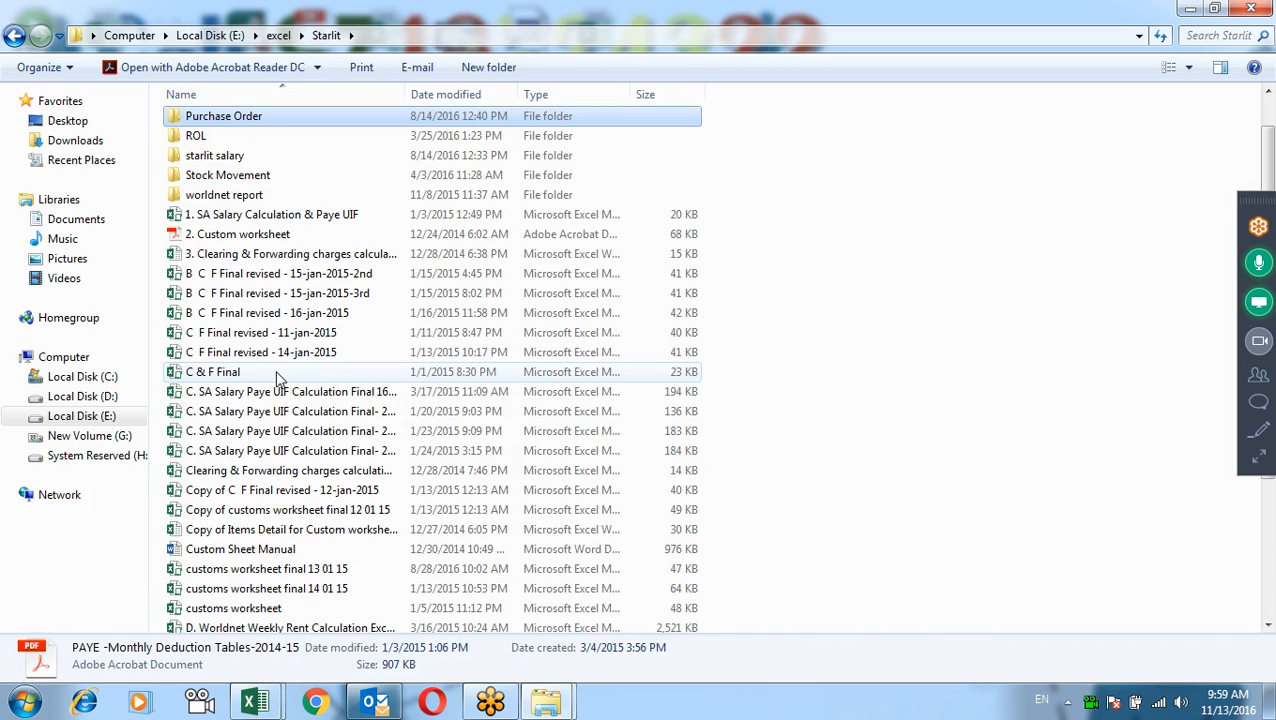 Computer Local Disk (E:) excel Starlit Search Starlit
Organize Open with Adobe Acrobat Reader DC Print E-mail New folder
Name Date modified Type Size
Favorites
Desktop
Downloads
Recent Places
Libraries
Documents
Music
Pictures
Videos
Homegroup
Computer
Local Disk (C:)
Local Disk (D:)
Local Disk (E:)
New Volume (G:)
System Reserved (H:
Network
Purchase Order 8/14/2016 12:40 PM File folder
ROL 3/25/2016 1:23 PM File folder
starlit salary 8/14/2016 12:33 PM File folder
Stock Movement 4/3/2016 11:28 AM File folder
worldnet report 11/8/2015 11:37 AM File folder
1. SA Salary Calculation & Paye UIF 1/3/2015 12:49 PM Microsoft Excel M... 20 KB
2. Custom worksheet 12/24/2014 6:02 AM Adobe Acrobat D... 68 KB
3. Clearing & Forwarding charges calcula... 12/28/2014 6:38 PM Microsoft Excel W... 15 KB
B C F Final revised - 15-jan-2015-2nd 1/15/2015 4:45 PM Microsoft Excel M... 41 KB
B C F Final revised - 15-jan-2015-3rd 1/15/2015 8:02 PM Microsoft Excel M... 41 KB
B C F Final revised - 16-jan-2015 1/16/2015 11:58 PM Microsoft Excel M... 42 KB
C F Final revised - 11-jan-2015 1/11/2015 8:47 PM Microsoft Excel M... 40 KB
C F Final revised - 14-jan-2015 1/13/2015 10:17 PM Microsoft Excel M... 41 KB
C & F Final 1/1/2015 8:30 PM Microsoft Excel M... 23 KB
C. SA Salary Paye UIF Calculation Final 16... 3/17/2015 11:09 AM Microsoft Excel M... 194 KB
C. SA Salary Paye UIF Calculation Final- 2... 1/20/2015 9:03 PM Microsoft Excel M... 136 KB
C. SA Salary Paye UIF Calculation Final- 2... 1/23/2015 9:09 PM Microsoft Excel M... 183 KB
C. SA Salary Paye UIF Calculation Final- 2... 1/24/2015 3:15 PM Microsoft Excel M... 183 KB
Clearing & Forwarding charges calculati... 12/28/2014 7:46 PM Microsoft Excel M... 14 KB
Copy of C F Final revised - 12-jan-2015 1/13/2015 12:13 AM Microsoft Excel M... 40 KB
Copy of customs worksheet final 12 01 15 1/13/2015 12:13 AM Microsoft Excel M... 49 KB
Copy of Items Detail for Custom workshe... 12/27/2014 6:05 PM Microsoft Excel W... 30 KB
Custom Sheet Manual 12/30/2014 10:49 ... Microsoft Word D... 976 KB
customs worksheet final 13 01 15 8/28/2016 10:02 AM Microsoft Excel M... 47 KB
customs worksheet final 14 01 15 1/13/2015 10:53 PM Microsoft Excel M... 64 KB
customs worksheet 1/5/2015 11:12 PM Microsoft Excel M... 48 KB
D. Worldnet Weekly Rent Calculation Exc... 3/16/2015 10:24 AM Microsoft Excel M... 2,521 KB
PDF PAYE -Monthly Deduction Tables-2014-15 Date modified: 1/3/2015 1:06 PM Date created: 3/4/2015 3:56 PM
Adobe Acrobat Document Size: 907 KB
EN 9:59 AM
11/13/2016